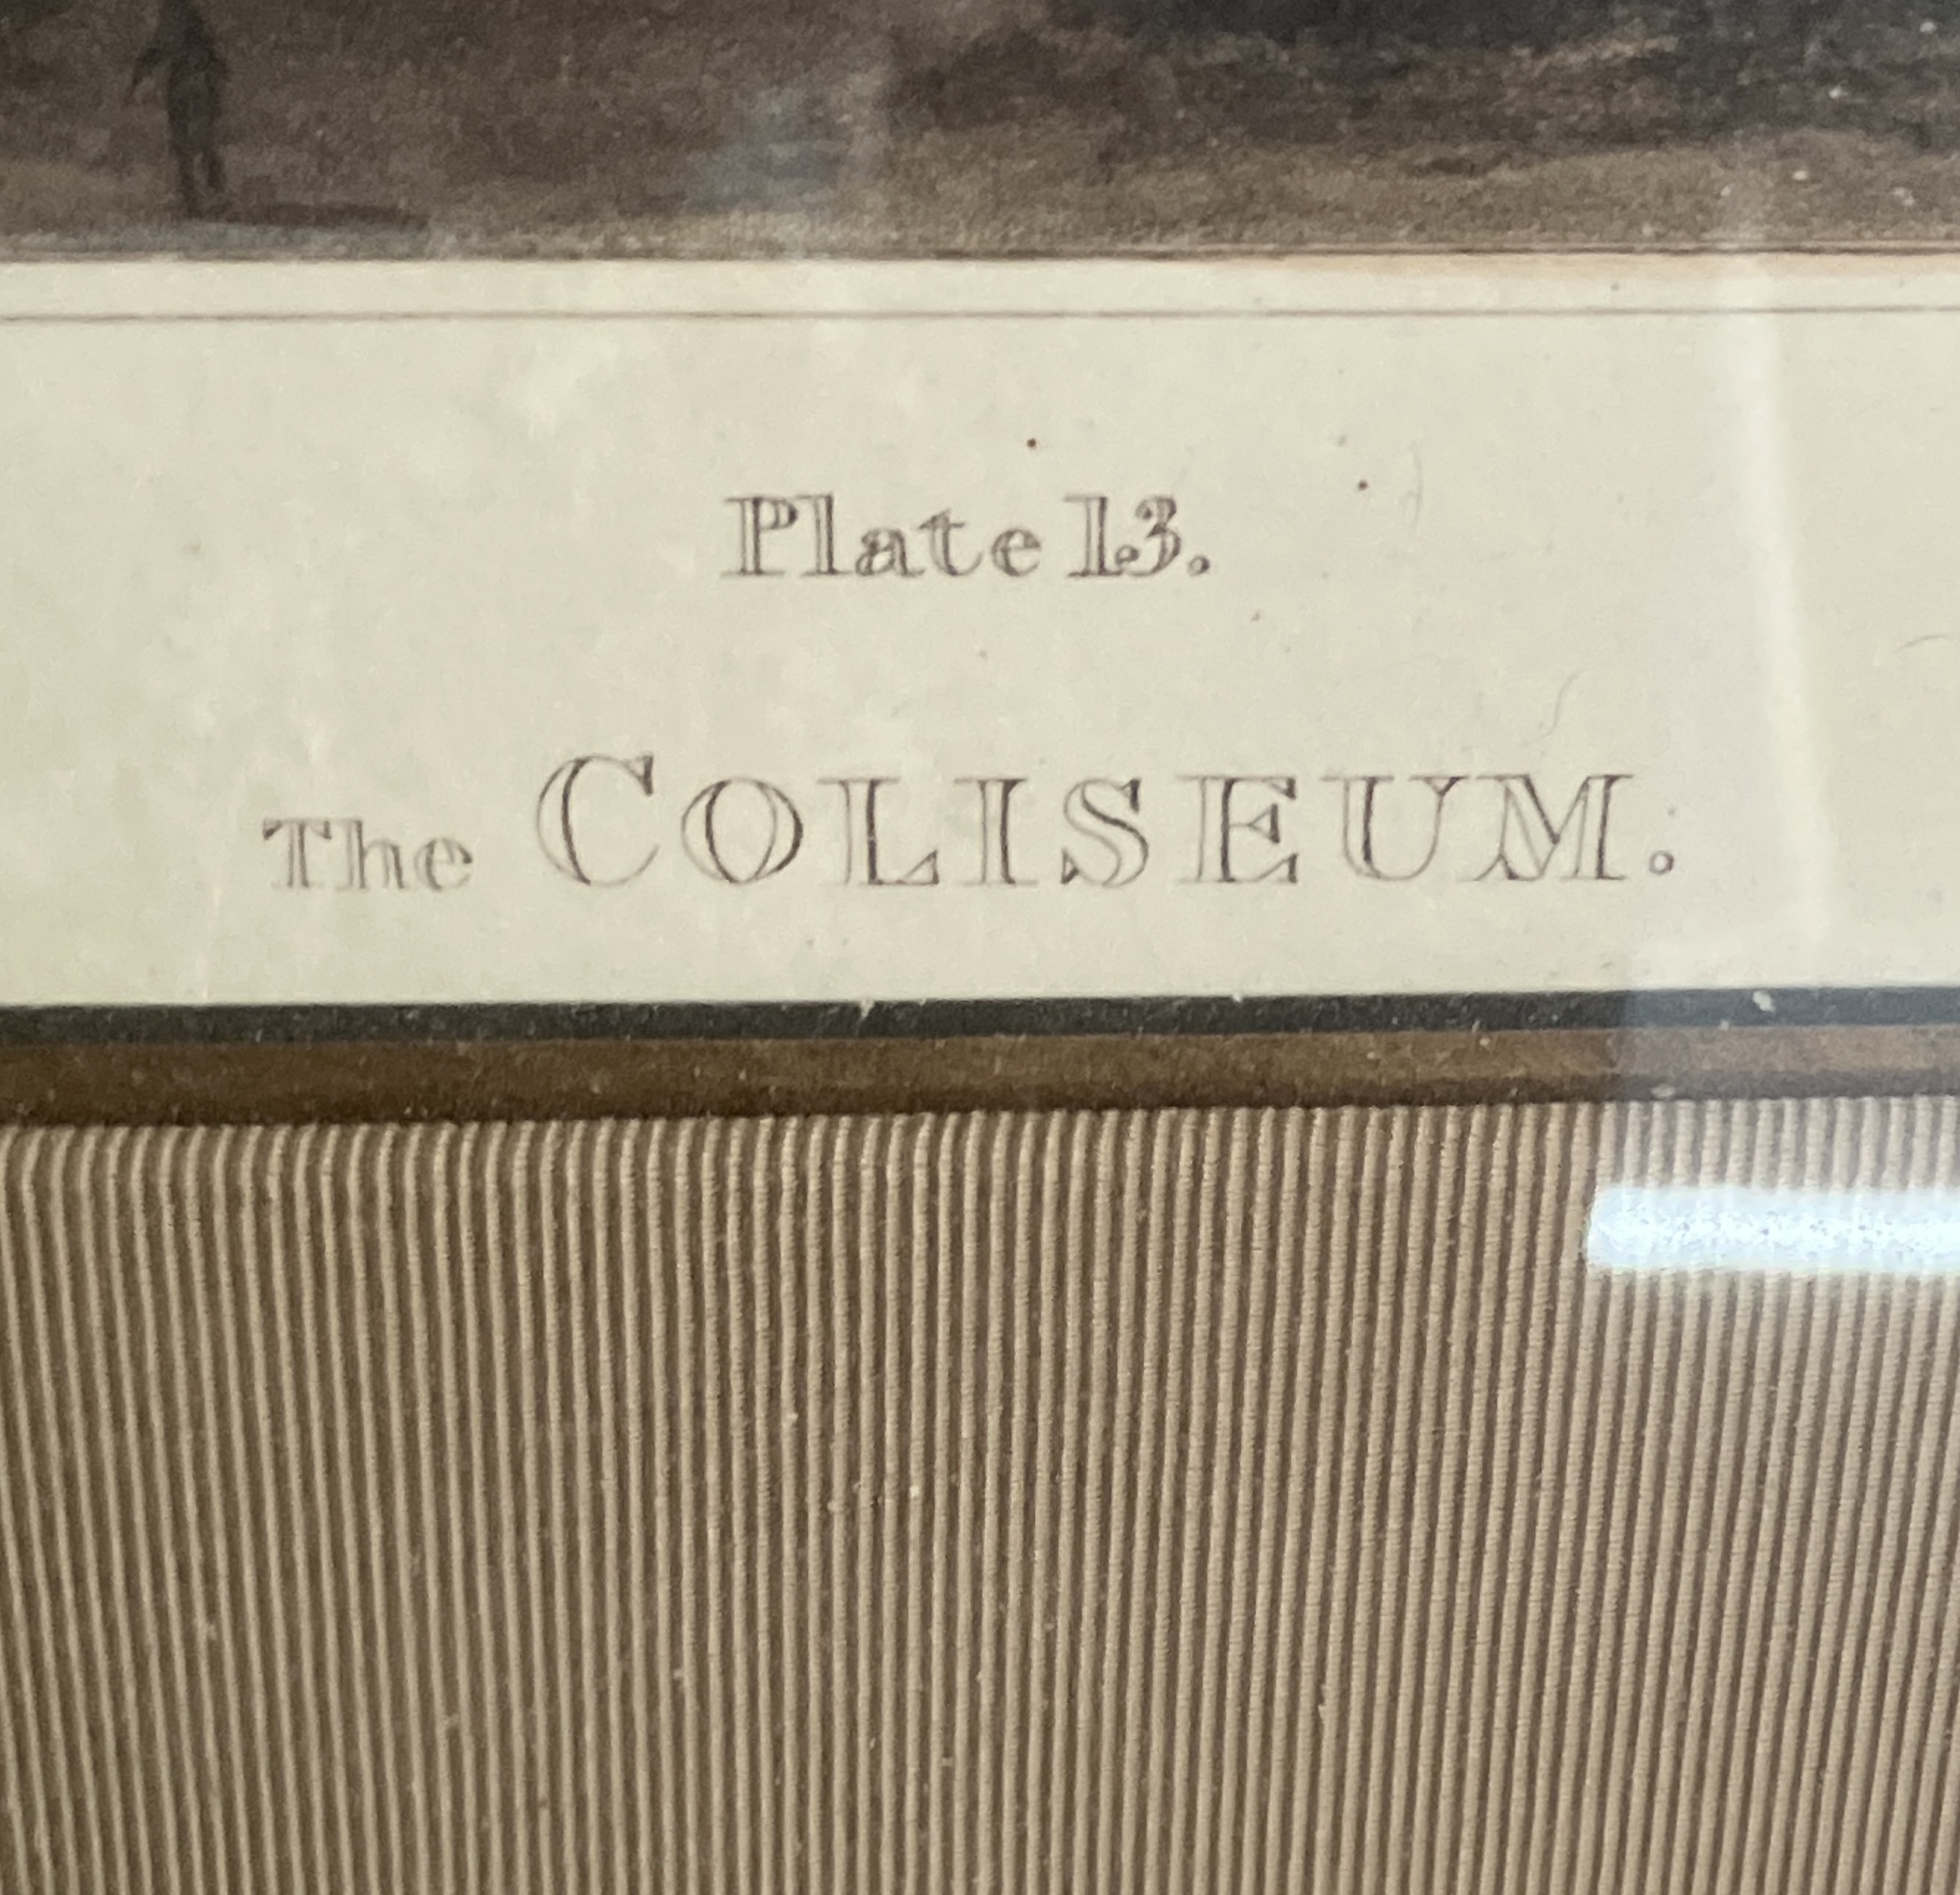 Plate 13.
The COLISEUM.